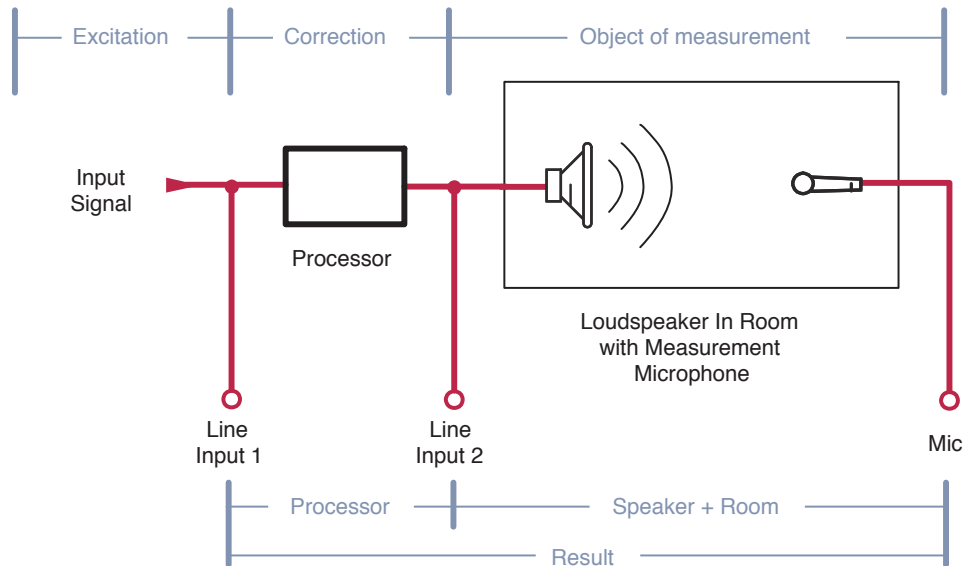 Excitation
Correction
Object of measurement
Input
Signal
Processor
Loudspeaker In Room
with Measurement
Microphone
Line
Input 1
Line
Input 2
Mic
Processor
Speaker + Room
Result